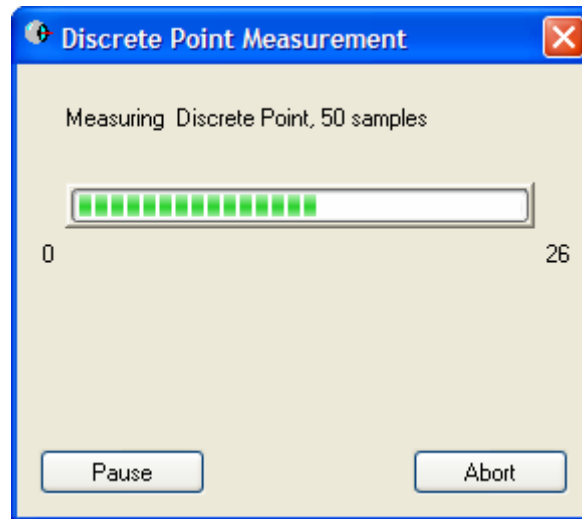 Discrete Point Measurement
Measuring Discrete Point, 50 samples
0 26
Pause Abort